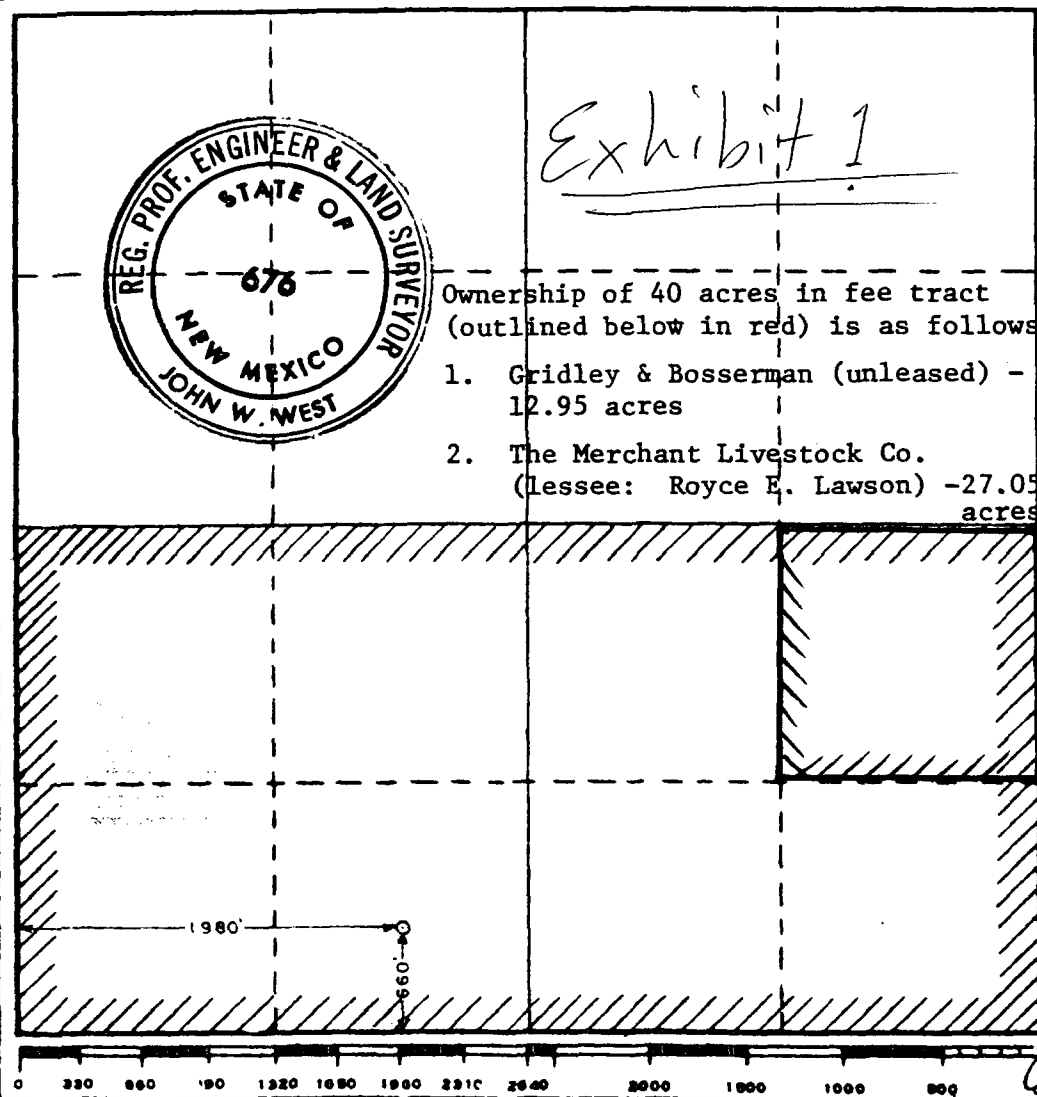 Exhibit 1
REG. PROF. ENGINEER & LAND SURVEYOR
STATE OF
676
NEW MEXICO
JOHN W. WEST
Ownership of 40 acres in fee tract
(outlined below in red) is as follows
1. Gridley & Bosserman (unleased) -
12.95 acres
2. The Merchant Livestock Co.
(lessee: Royce E. Lawson) -27.05
acres
1980'
660'
0 330 660 '90 1320 1650 1980 2310 2640 2000 1500 1000 500